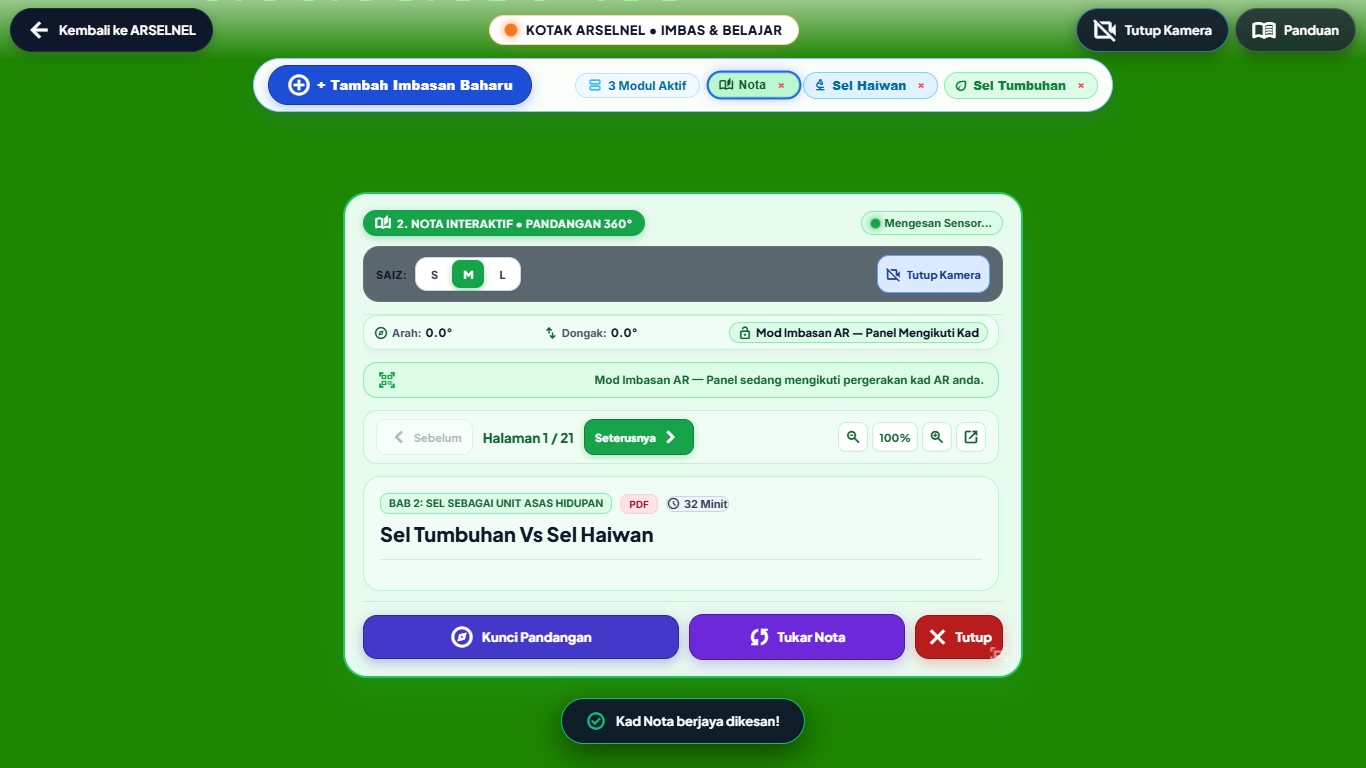 Kembali ke ARSELNEL
KOTAK ARSELNEL • IMBAS & BELAJAR
Tutup Kamera
Panduan
+ Tambah Imbasan Baharu
3 Modul Aktif
Nota ×
Sel Haiwan ×
Sel Tumbuhan ×
2. NOTA INTERAKTIF • PANDANGAN 360°
Mengesan Sensor...
SAIZ: S M L
Tutup Kamera
Arah: 0.0°
Dongak: 0.0°
Mod Imbasan AR — Panel Mengikuti Kad
Mod Imbasan AR — Panel sedang mengikuti pergerakan kad AR anda.
Sebelum
Halaman 1 / 21
Seterusnya
100%
BAB 2: SEL SEBAGAI UNIT ASAS HIDUPAN
PDF
32 Minit
Sel Tumbuhan Vs Sel Haiwan
Kunci Pandangan
Tukar Nota
Tutup
Kad Nota berjaya dikesan!